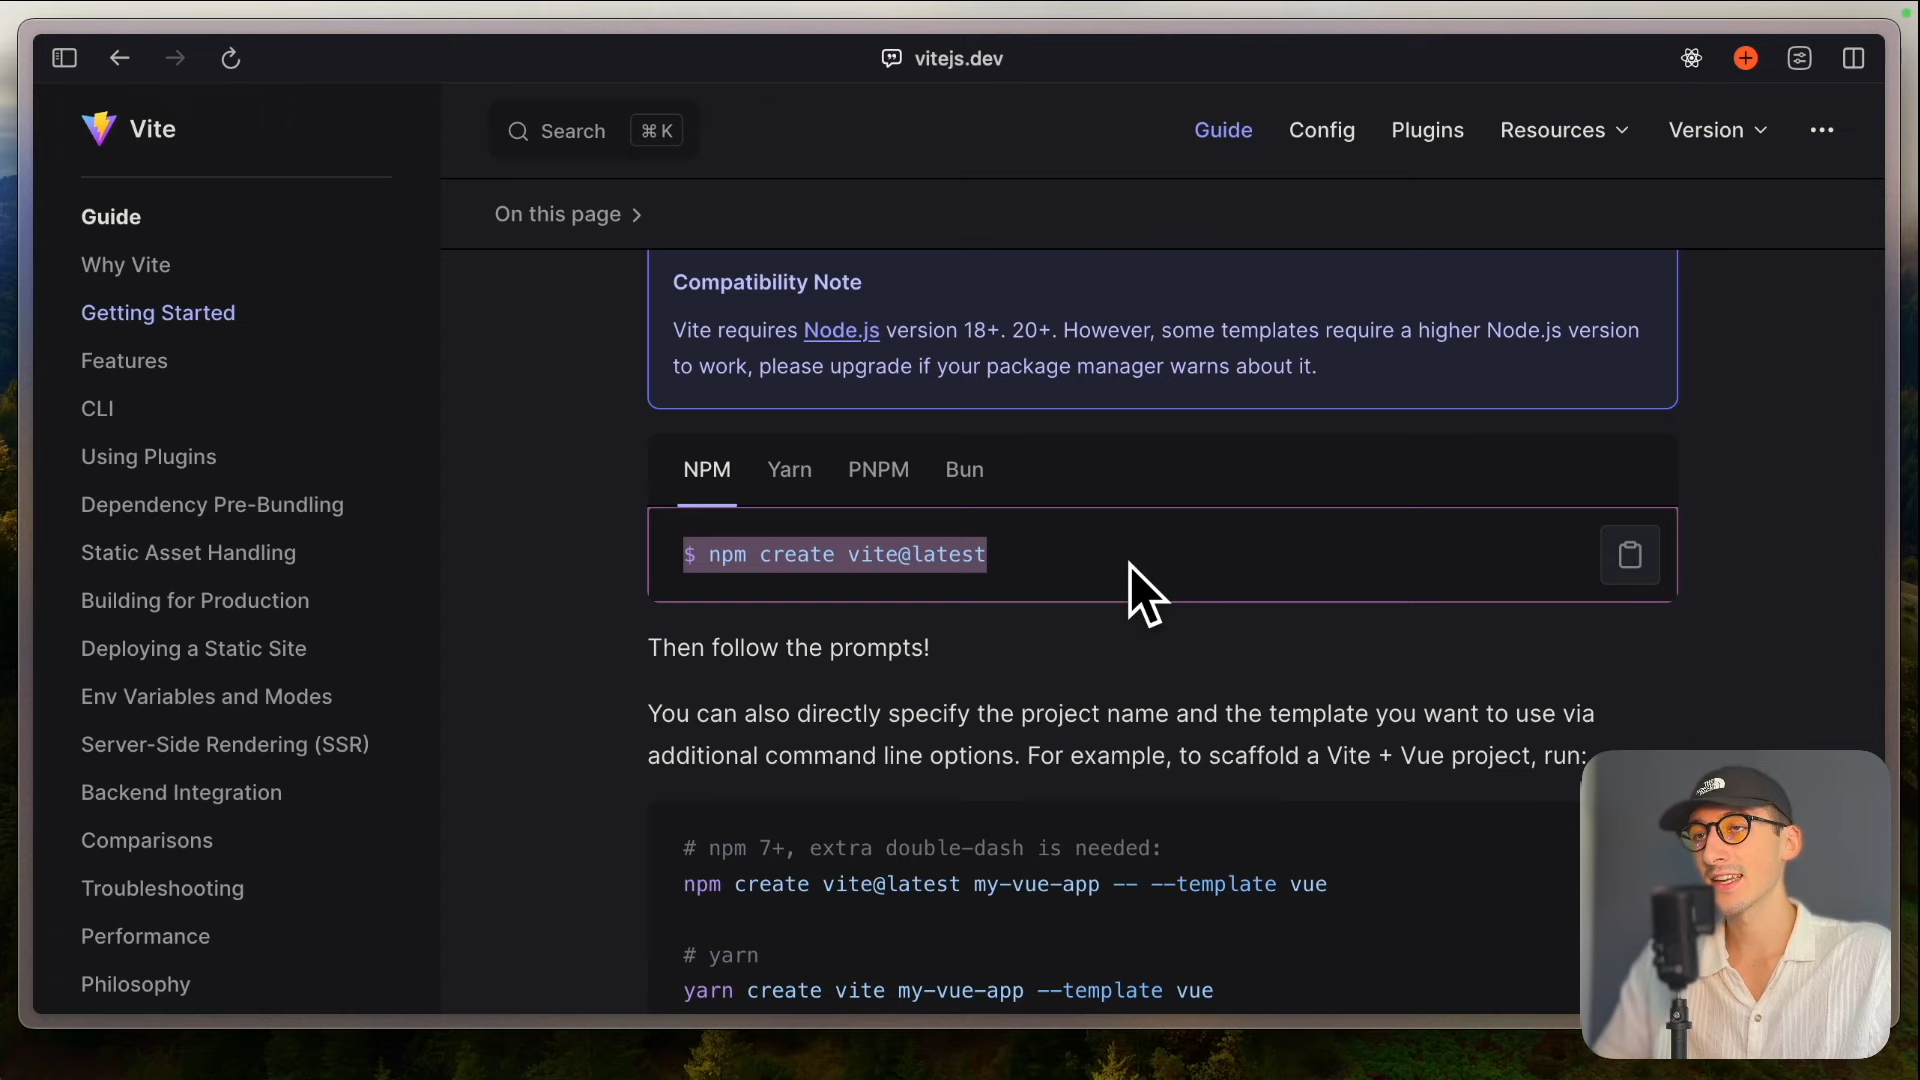 vitejs.dev
Vite
Search ⌘ K
Guide Config Plugins Resources Version
On this page
Guide
Why Vite
Getting Started
Features
CLI
Using Plugins
Dependency Pre-Bundling
Static Asset Handling
Building for Production
Deploying a Static Site
Env Variables and Modes
Server-Side Rendering (SSR)
Backend Integration
Comparisons
Troubleshooting
Performance
Philosophy
Compatibility Note
Vite requires Node.js version 18+. 20+. However, some templates require a higher Node.js version
to work, please upgrade if your package manager warns about it.
NPM Yarn PNPM Bun
$ npm create vite@latest
Then follow the prompts!
You can also directly specify the project name and the template you want to use via
additional command line options. For example, to scaffold a Vite + Vue project, run:
# npm 7+, extra double-dash is needed:
npm create vite@latest my-vue-app -- --template vue
# yarn
yarn create vite my-vue-app --template vue